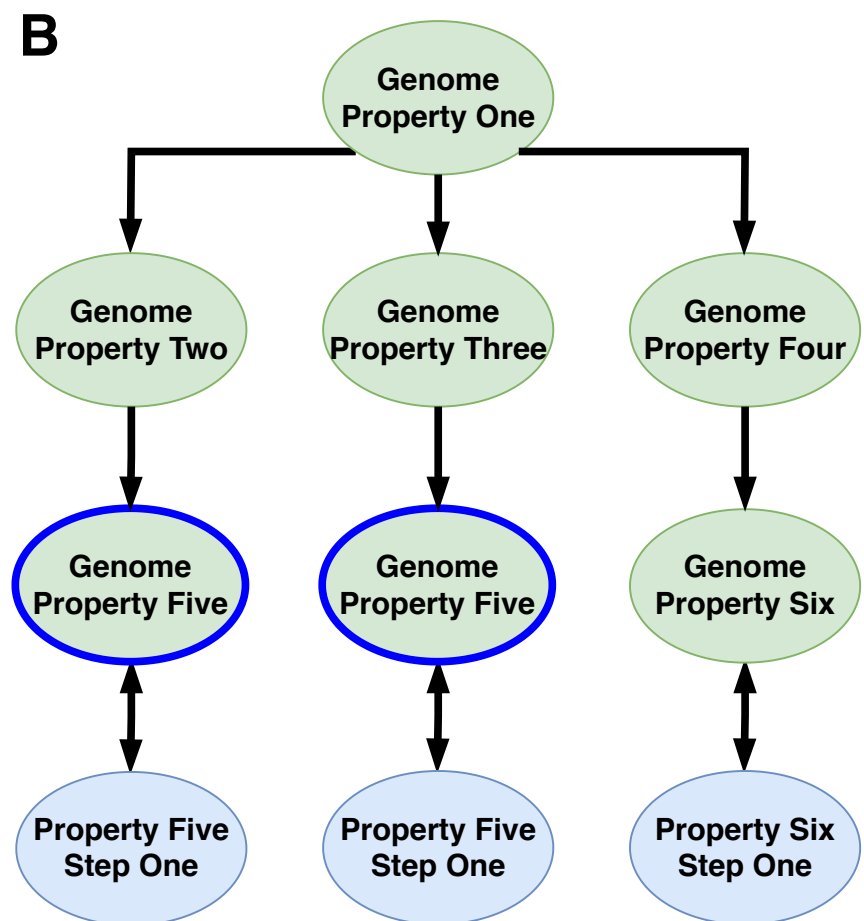 B
Genome
Property One
Genome
Property Two
Genome
Property Three
Genome
Property Four
Genome
Property Five
Genome
Property Five
Genome
Property Six
Property Five
Step One
Property Five
Step One
Property Six
Step One